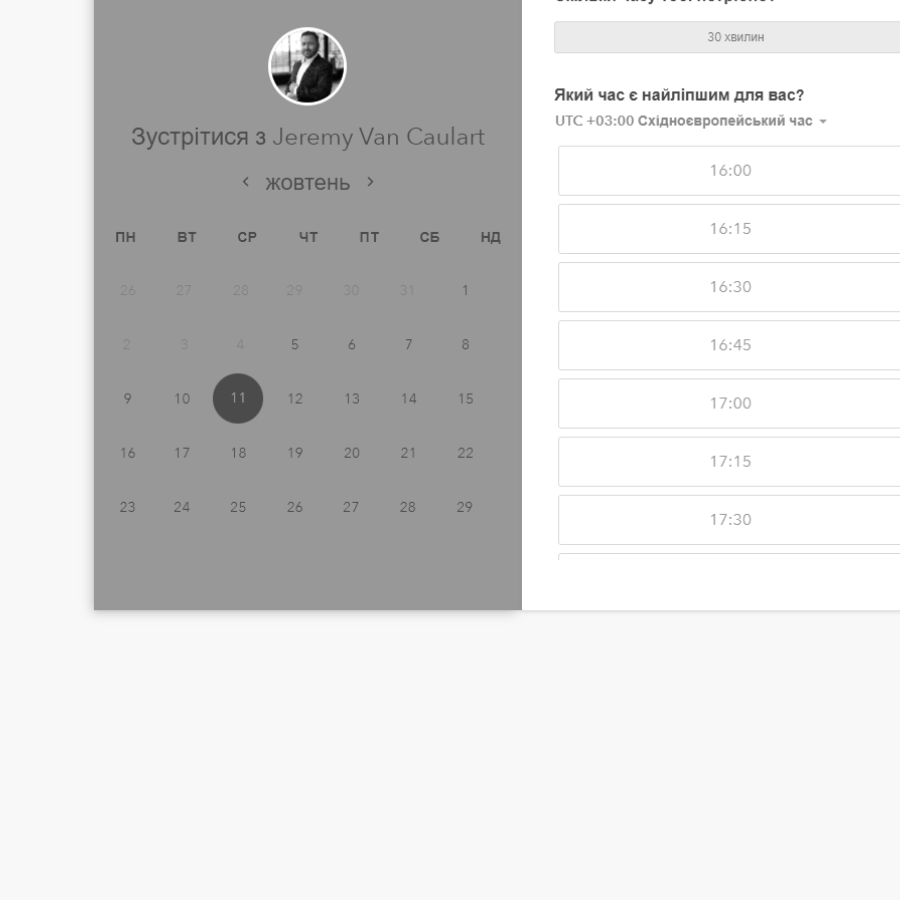 Зустрітися з Jeremy Van Caulart
жовтень
ПН ВТ СР ЧТ ПТ СБ НД
26 27 28 29 30 31 1
2 3 4 5 6 7 8
9 10 11 12 13 14 15
16 17 18 19 20 21 22
23 24 25 26 27 28 29
30 хвилин
Який час є найліпшим для вас?
UTC +03:00 Східноєвропейський час
16:00
16:15
16:30
16:45
17:00
17:15
17:30